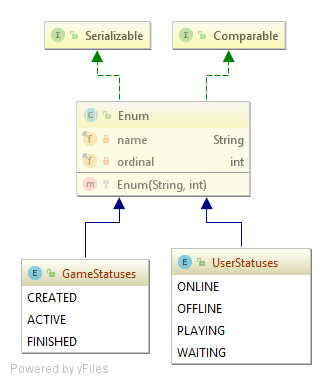 I Serializable
I Comparable
C Enum
f name String
f ordinal int
m Enum(String, int)
E GameStatuses
CREATED
ACTIVE
FINISHED
E UserStatuses
ONLINE
OFFLINE
PLAYING
WAITING
Powered by yFiles